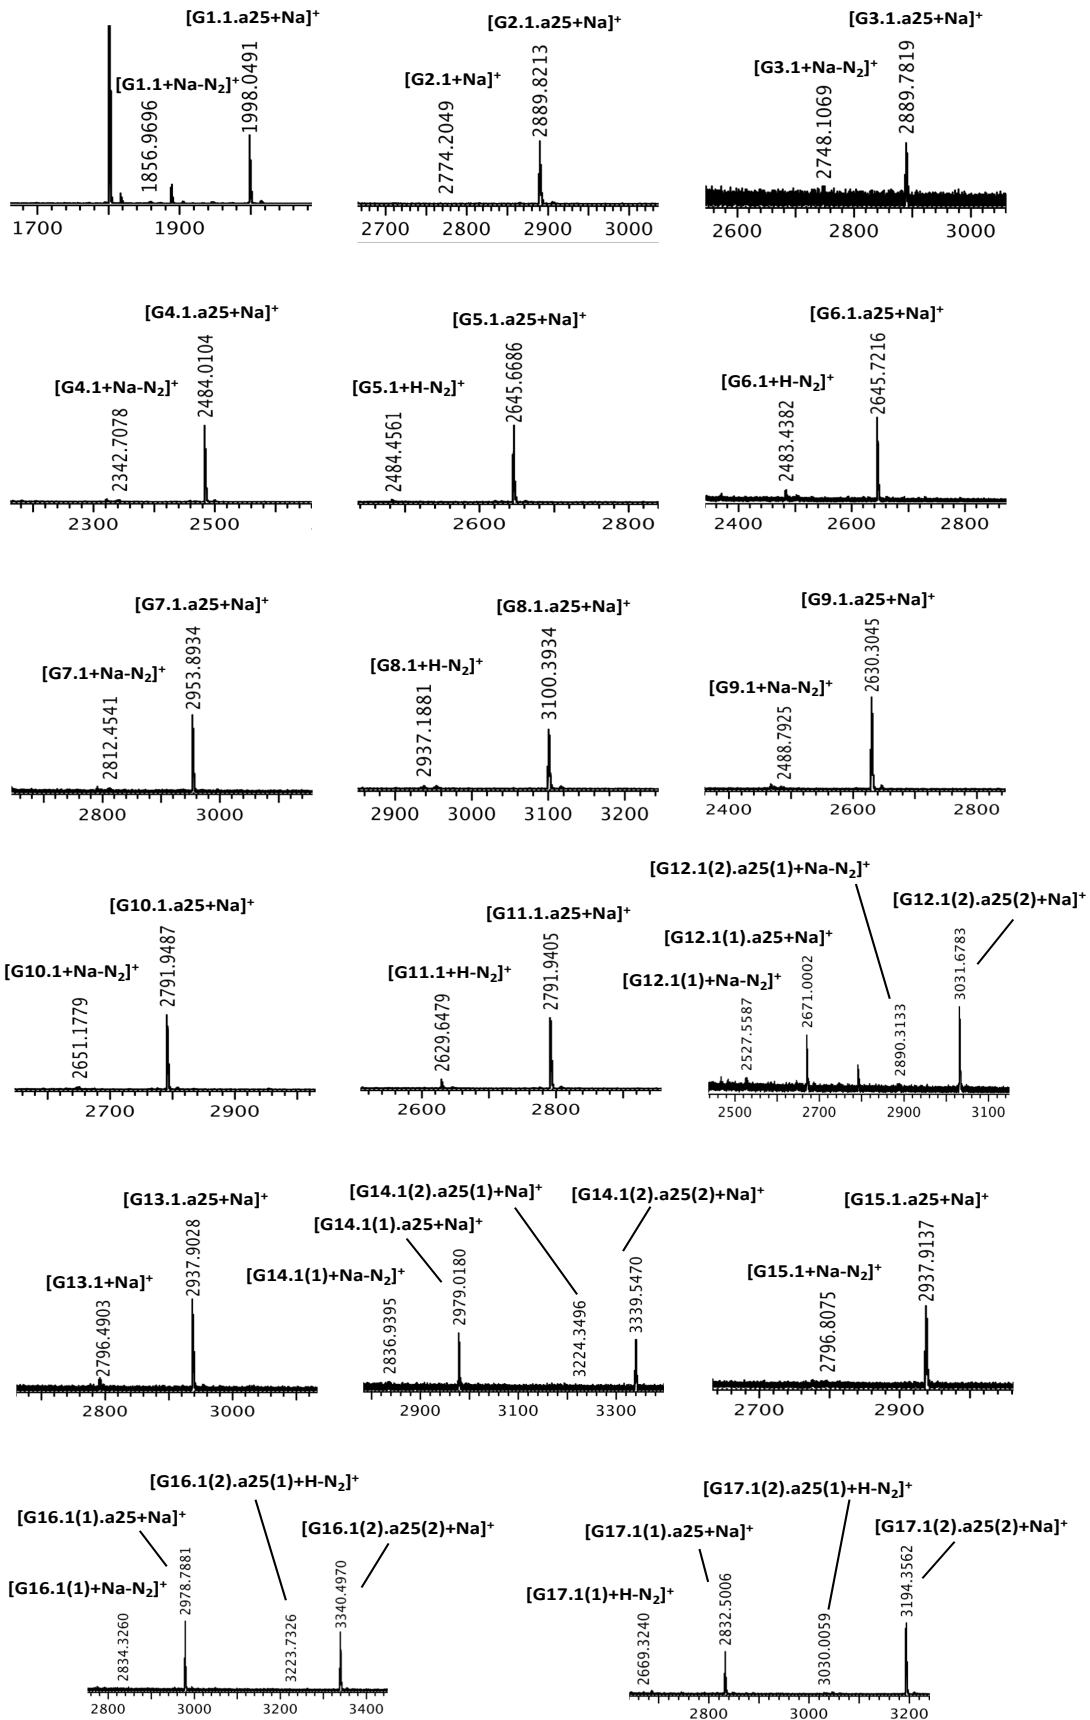 [G1.1.a25+Na]⁺
[G1.1+Na-N₂]⁺
1856.9696
1998.0491
1700 1900
[G2.1.a25+Na]⁺
[G2.1+Na]⁺
2774.2049
2889.8213
2700 2800 2900 3000
[G3.1.a25+Na]⁺
[G3.1+Na-N₂]⁺
2748.1069
2889.7819
2600 2800 3000
[G4.1.a25+Na]⁺
[G4.1+Na-N₂]⁺
2342.7078
2484.0104
2300 2500
[G5.1.a25+Na]⁺
[G5.1+H-N₂]⁺
2484.4561
2645.6686
2600 2800
[G6.1.a25+Na]⁺
[G6.1+H-N₂]⁺
2483.4382
2645.7216
2400 2600 2800
[G7.1.a25+Na]⁺
[G7.1+Na-N₂]⁺
2812.4541
2953.8934
2800 3000
[G8.1.a25+Na]⁺
[G8.1+H-N₂]⁺
2937.1881
3100.3934
2900 3000 3100 3200
[G9.1.a25+Na]⁺
[G9.1+Na-N₂]⁺
2488.7925
2630.3045
2400 2600 2800
[G10.1.a25+Na]⁺
[G10.1+Na-N₂]⁺
2651.1779
2791.9487
2700 2900
[G11.1.a25+Na]⁺
[G11.1+H-N₂]⁺
2629.6479
2791.9405
2600 2800
[G12.1(2).a25(1)+Na-N₂]⁺
[G12.1(2).a25(2)+Na]⁺
[G12.1(1).a25+Na]⁺
[G12.1(1)+Na-N₂]⁺
2527.5587
2671.0002
2890.3133
3031.6783
2500 2700 2900 3100
[G13.1.a25+Na]⁺
[G13.1+Na]⁺
2796.4903
2937.9028
2800 3000
[G14.1(2).a25(1)+Na]⁺
[G14.1(2).a25(2)+Na]⁺
[G14.1(1).a25+Na]⁺
[G14.1(1)+Na-N₂]⁺
2836.9395
2979.0180
3224.3496
3339.5470
2900 3100 3300
[G15.1.a25+Na]⁺
[G15.1+Na-N₂]⁺
2796.8075
2937.9137
2700 2900
[G16.1(2).a25(1)+H-N₂]⁺
[G16.1(1).a25+Na]⁺
[G16.1(2).a25(2)+Na]⁺
[G16.1(1)+Na-N₂]⁺
2834.3260
2978.7881
3223.7326
3340.4970
2800 3000 3200 3400
[G17.1(2).a25(1)+H-N₂]⁺
[G17.1(1).a25+Na]⁺
[G17.1(2).a25(2)+Na]⁺
[G17.1(1)+H-N₂]⁺
2669.3240
2832.5006
3030.0059
3194.3562
2800 3000 3200